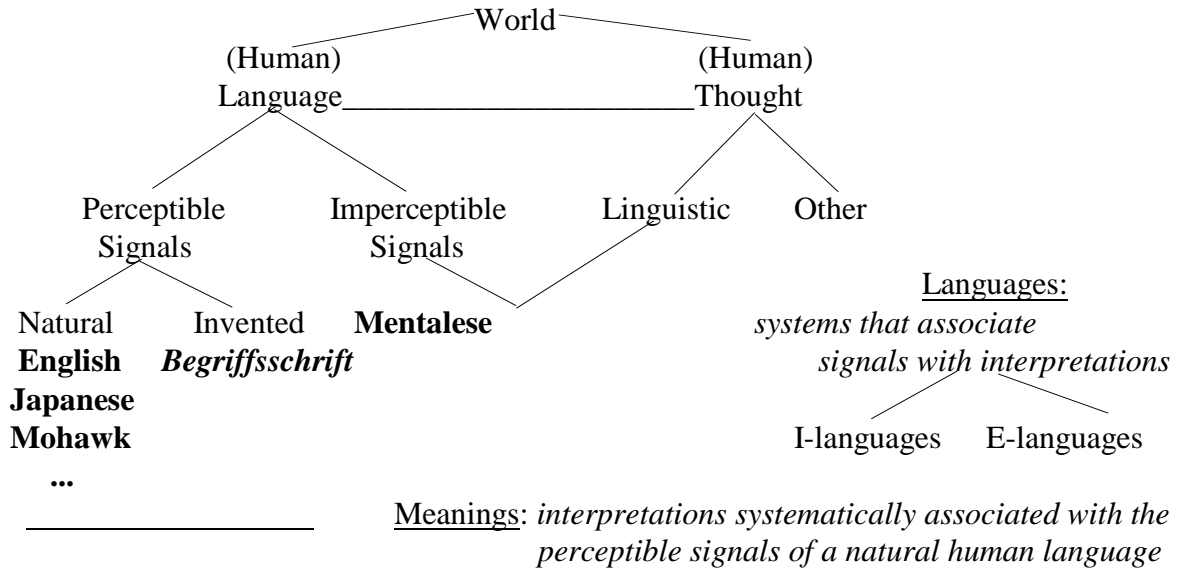 World
(Human) (Human)
Language Thought
Perceptible Imperceptible Linguistic Other
Signals Signals
Languages:
Natural Invented Mentalese systems that associate
English Begriffsschrift signals with interpretations
Japanese
Mohawk I-languages E-languages
...
Meanings: interpretations systematically associated with the
perceptible signals of a natural human language